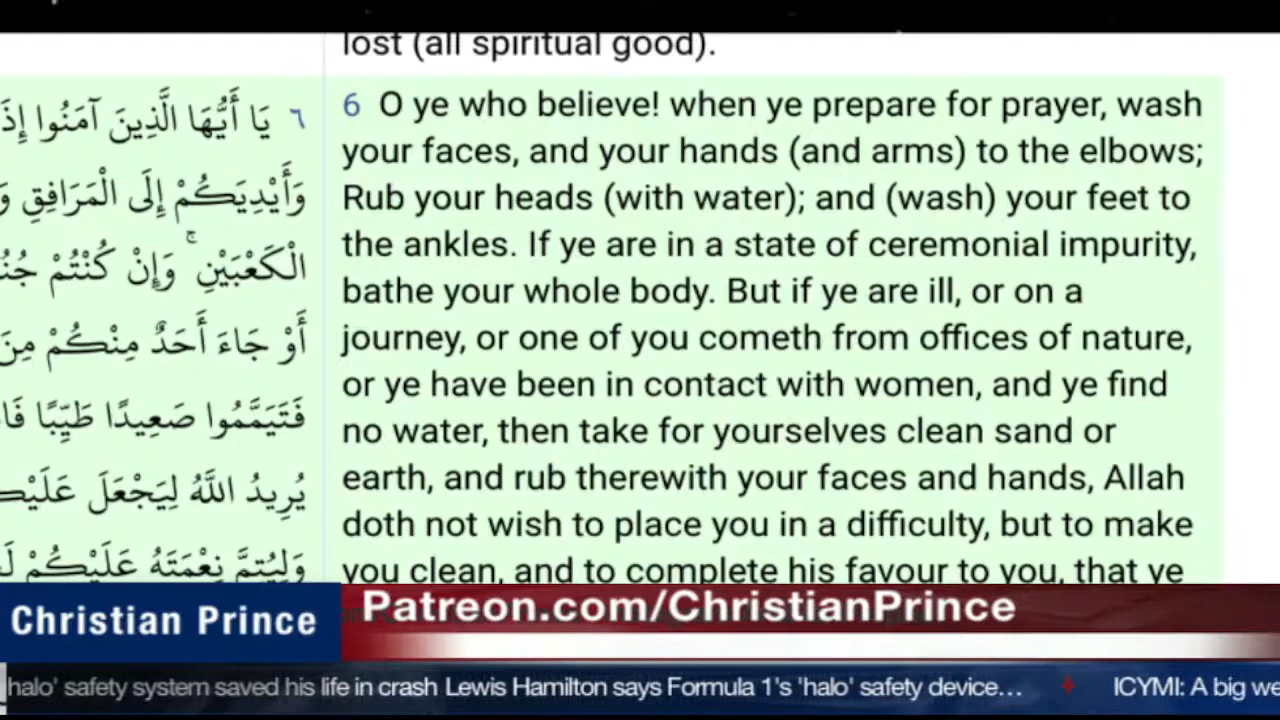 lost (all spiritual good).
٦ يَا أَيُّهَا الَّذِينَ آمَنُوا
وَأَيْدِيَكُمْ إِلَى الْمَرَافِقِ
الْكَعْبَيْنِ ۚ وَإِنْ كُنْتُمْ
أَوْ جَاءَ أَحَدٌ مِنْكُمْ مِنَ
فَتَيَمَّمُوا صَعِيدًا طَيِّبًا
يُرِيدُ اللَّهُ لِيَجْعَلَ
وَلِيُتِمَّ نِعْمَتَهُ عَلَيْكُمْ
6 O ye who believe! when ye prepare for prayer, wash
your faces, and your hands (and arms) to the elbows;
Rub your heads (with water); and (wash) your feet to
the ankles. If ye are in a state of ceremonial impurity,
bathe your whole body. But if ye are ill, or on a
journey, or one of you cometh from offices of nature,
or ye have been in contact with women, and ye find
no water, then take for yourselves clean sand or
earth, and rub therewith your faces and hands, Allah
doth not wish to place you in a difficulty, but to make
you clean, and to complete his favour to you, that ye
Christian Prince
Patreon.com/ChristianPrince
halo' safety system saved his life in crash Lewis Hamilton says Formula 1's 'halo' safety device... ICYMI: A big